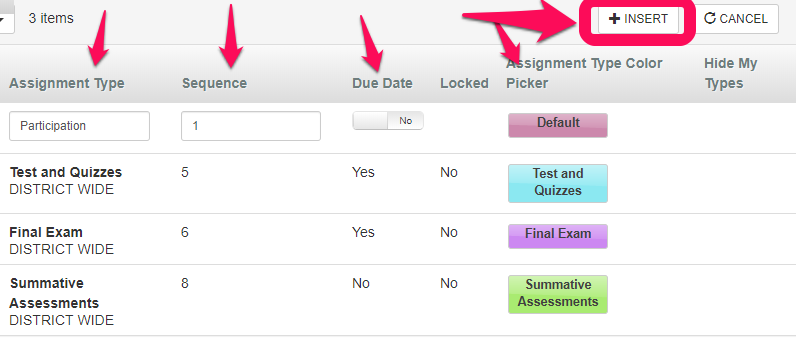 3 items
INSERT
CANCEL
Assignment Type
Sequence
Due Date
Locked
Assignment Type Color
Picker
Hide My
Types
Participation
1
No
Default
Test and Quizzes
DISTRICT WIDE
5
Yes
No
Test and
Quizzes
Final Exam
DISTRICT WIDE
6
Yes
No
Final Exam
Summative
Assessments
DISTRICT WIDE
8
No
No
Summative
Assessments